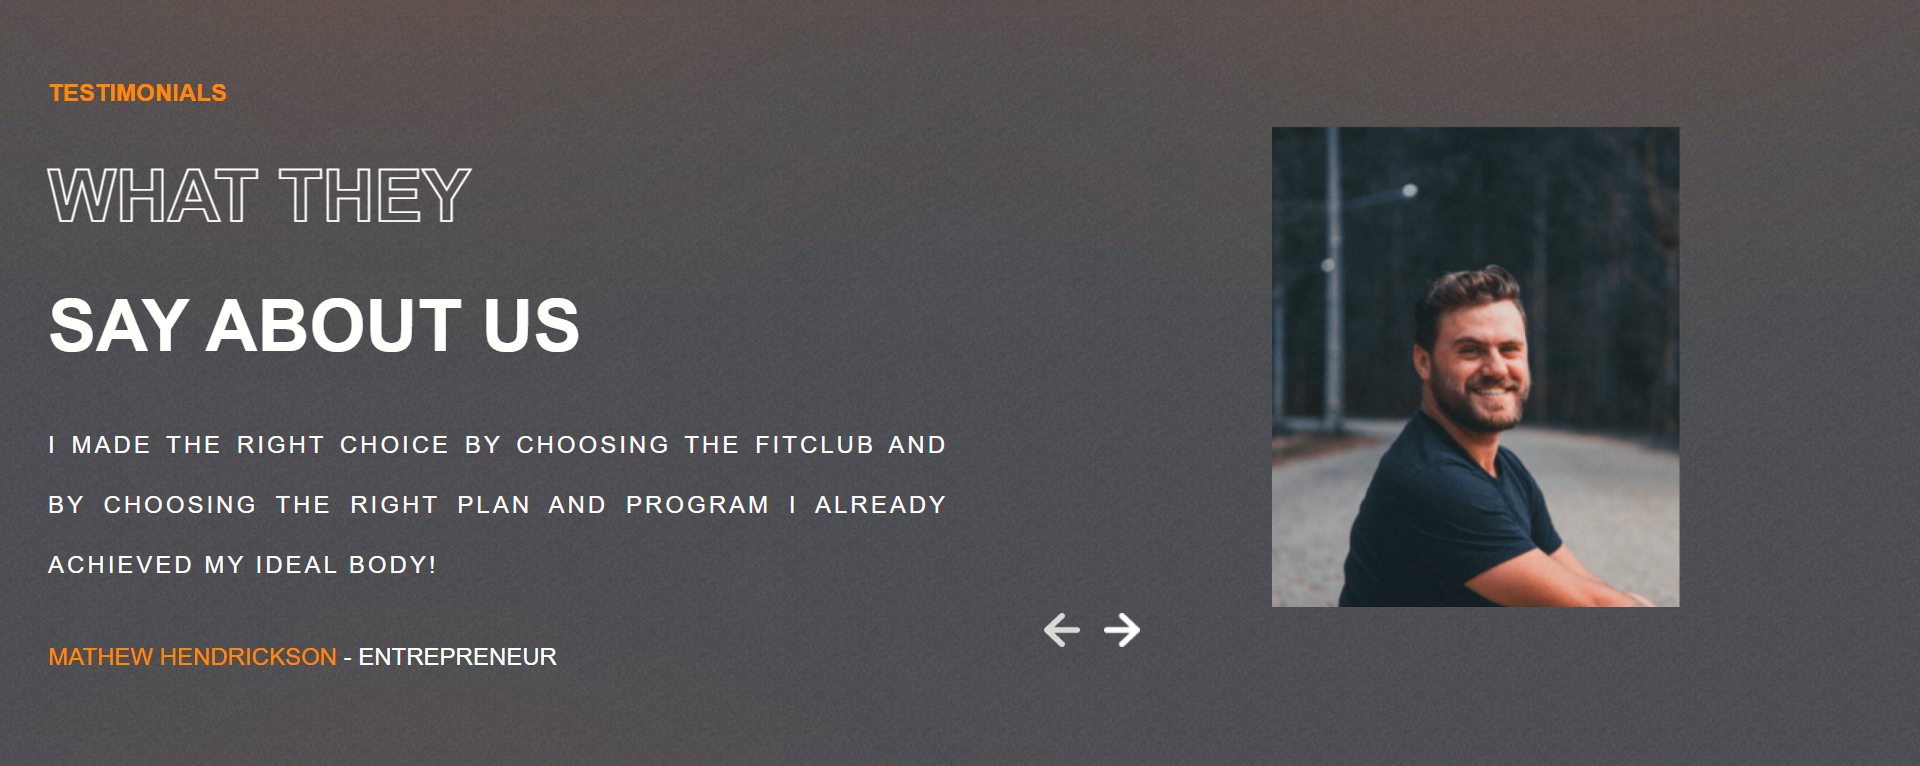 TESTIMONIALS
WHAT THEY
SAY ABOUT US
I MADE THE RIGHT CHOICE BY CHOOSING THE FITCLUB AND
BY CHOOSING THE RIGHT PLAN AND PROGRAM I ALREADY
ACHIEVED MY IDEAL BODY!
MATHEW HENDRICKSON - ENTREPRENEUR